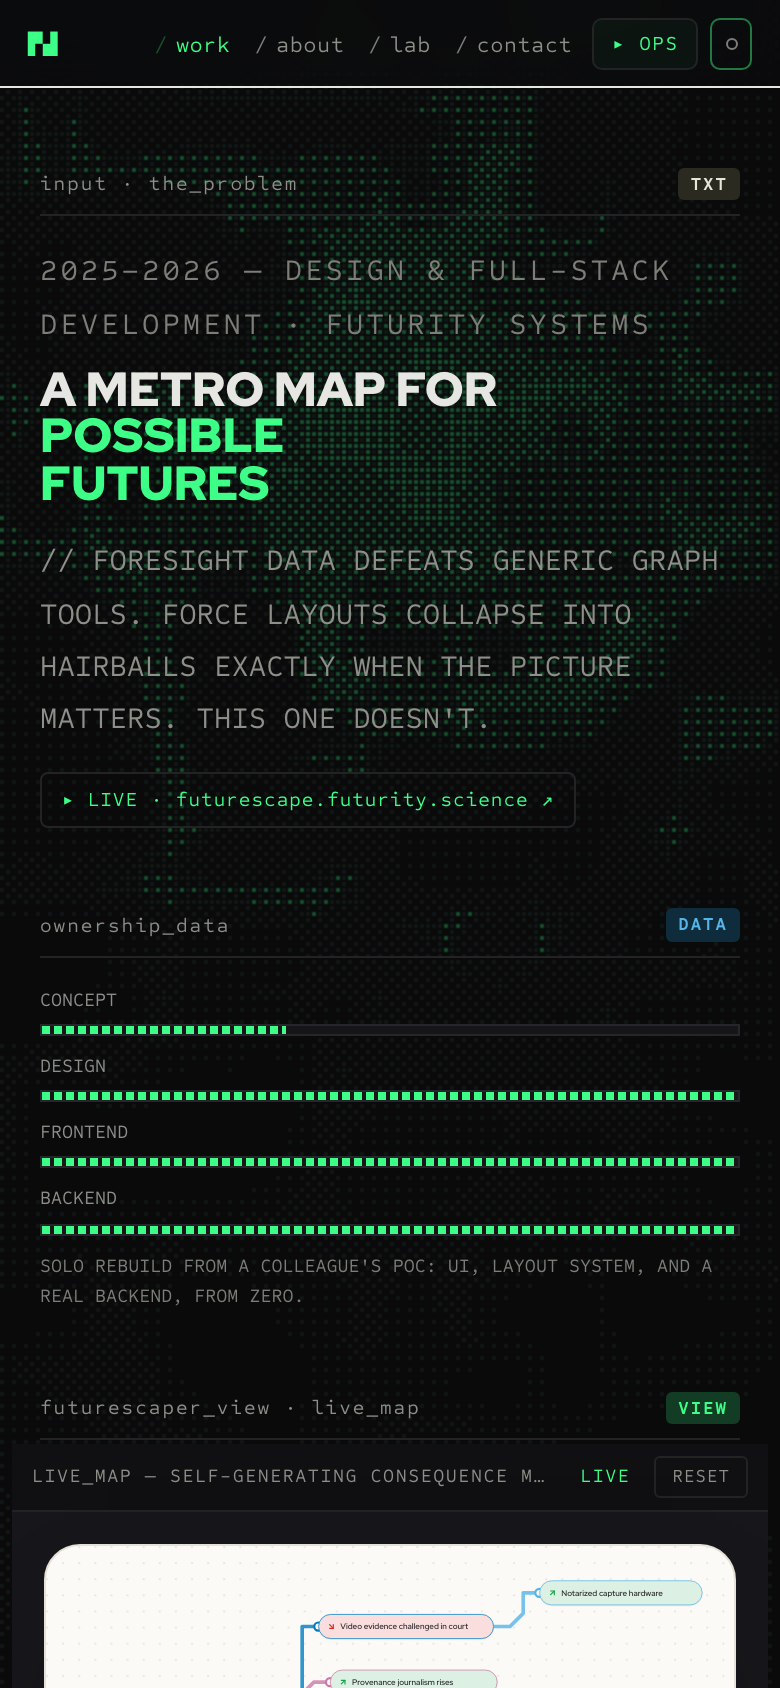 / work / about / lab / contact ▸ OPS
input · the_problem TXT
2025–2026 — DESIGN & FULL-STACK
DEVELOPMENT · FUTURITY SYSTEMS
A METRO MAP FOR
POSSIBLE
FUTURES
// FORESIGHT DATA DEFEATS GENERIC GRAPH
TOOLS. FORCE LAYOUTS COLLAPSE INTO
HAIRBALLS EXACTLY WHEN THE PICTURE
MATTERS. THIS ONE DOESN'T.
▸ LIVE · futurescape.futurity.science ↗
ownership_data DATA
CONCEPT
DESIGN
FRONTEND
BACKEND
SOLO REBUILD FROM A COLLEAGUE'S POC: UI, LAYOUT SYSTEM, AND A
REAL BACKEND, FROM ZERO.
futurescaper_view · live_map VIEW
LIVE_MAP — SELF-GENERATING CONSEQUENCE M… LIVE RESET
Notarized capture hardware
Video evidence challenged in court
Provenance journalism rises